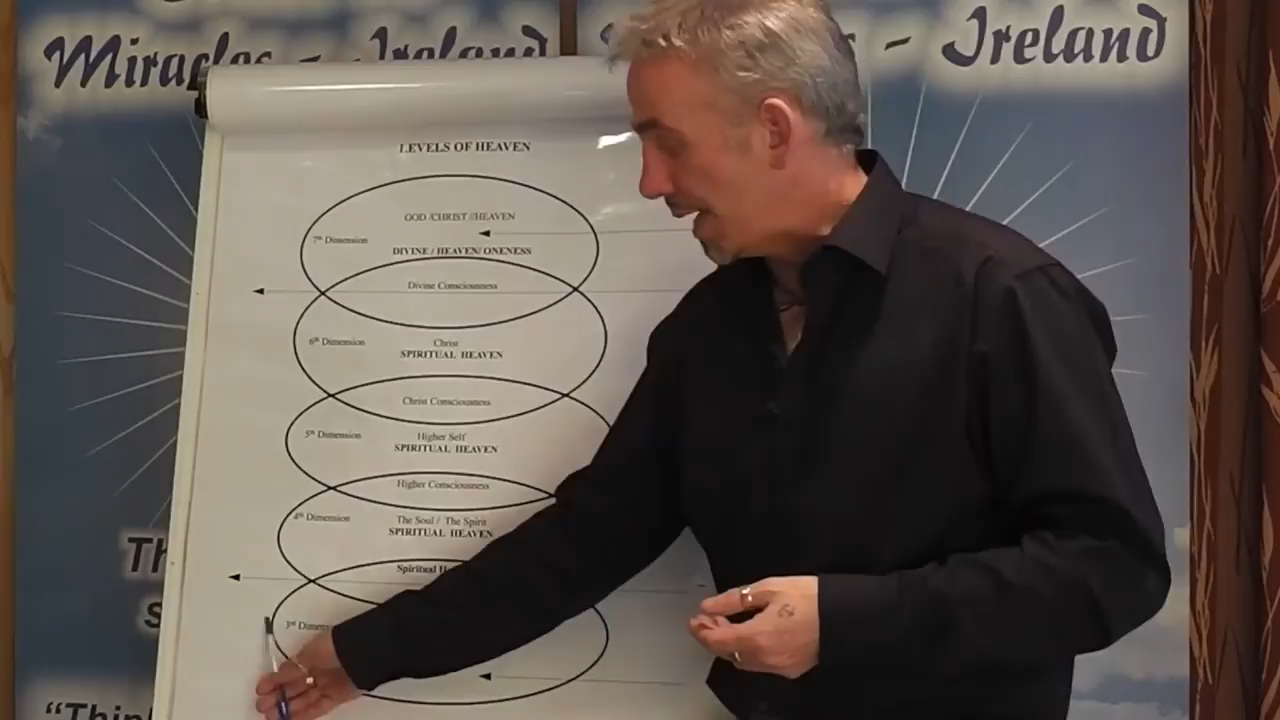 Miracles - Ireland
- Ireland
LEVELS OF HEAVEN
GOD /CHRIST //HEAVEN
7th Dimension
DIVINE / HEAVEN/ ONENESS
Divine Consciousness
6th Dimension
Christ
SPIRITUAL HEAVEN
Christ Consciousness
5th Dimension
Higher Self
SPIRITUAL HEAVEN
Higher Consciousness
4th Dimension
The Soul / The Spirit
SPIRITUAL HEAVEN
Spiritual
3rd